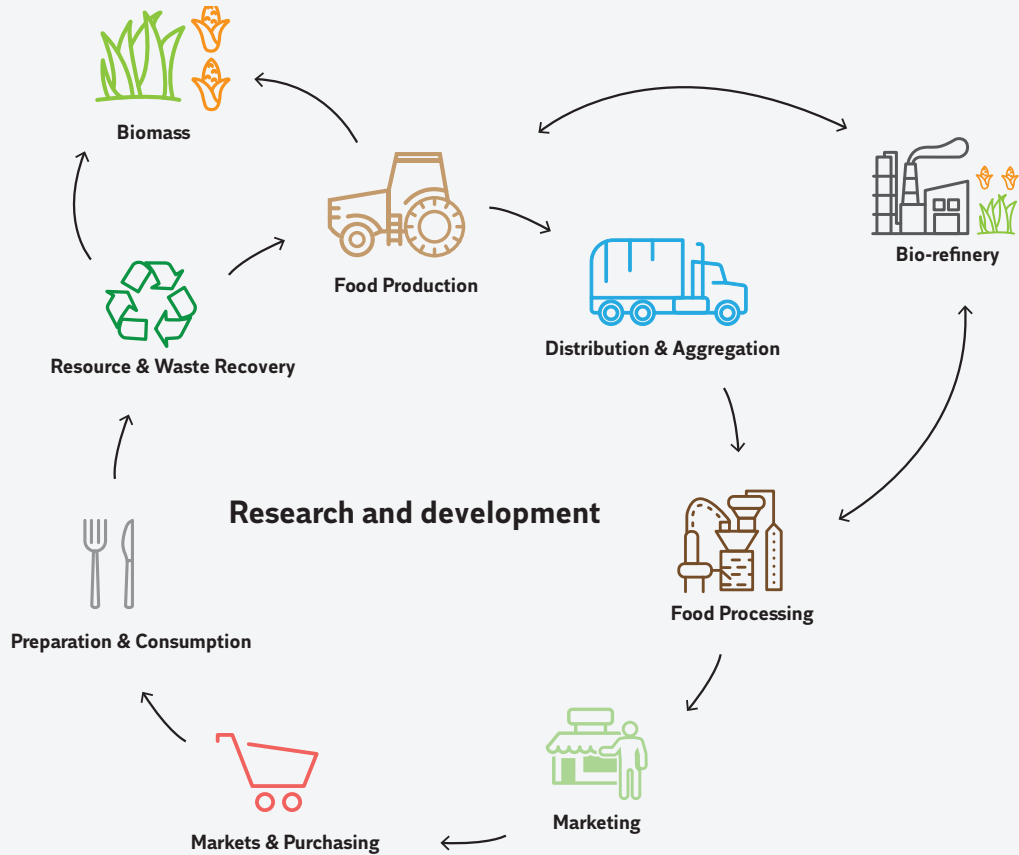 Biomass
Bio-refinery
Food Production
Distribution & Aggregation
Resource & Waste Recovery
Research and development
Food Processing
Preparation & Consumption
Marketing
Markets & Purchasing